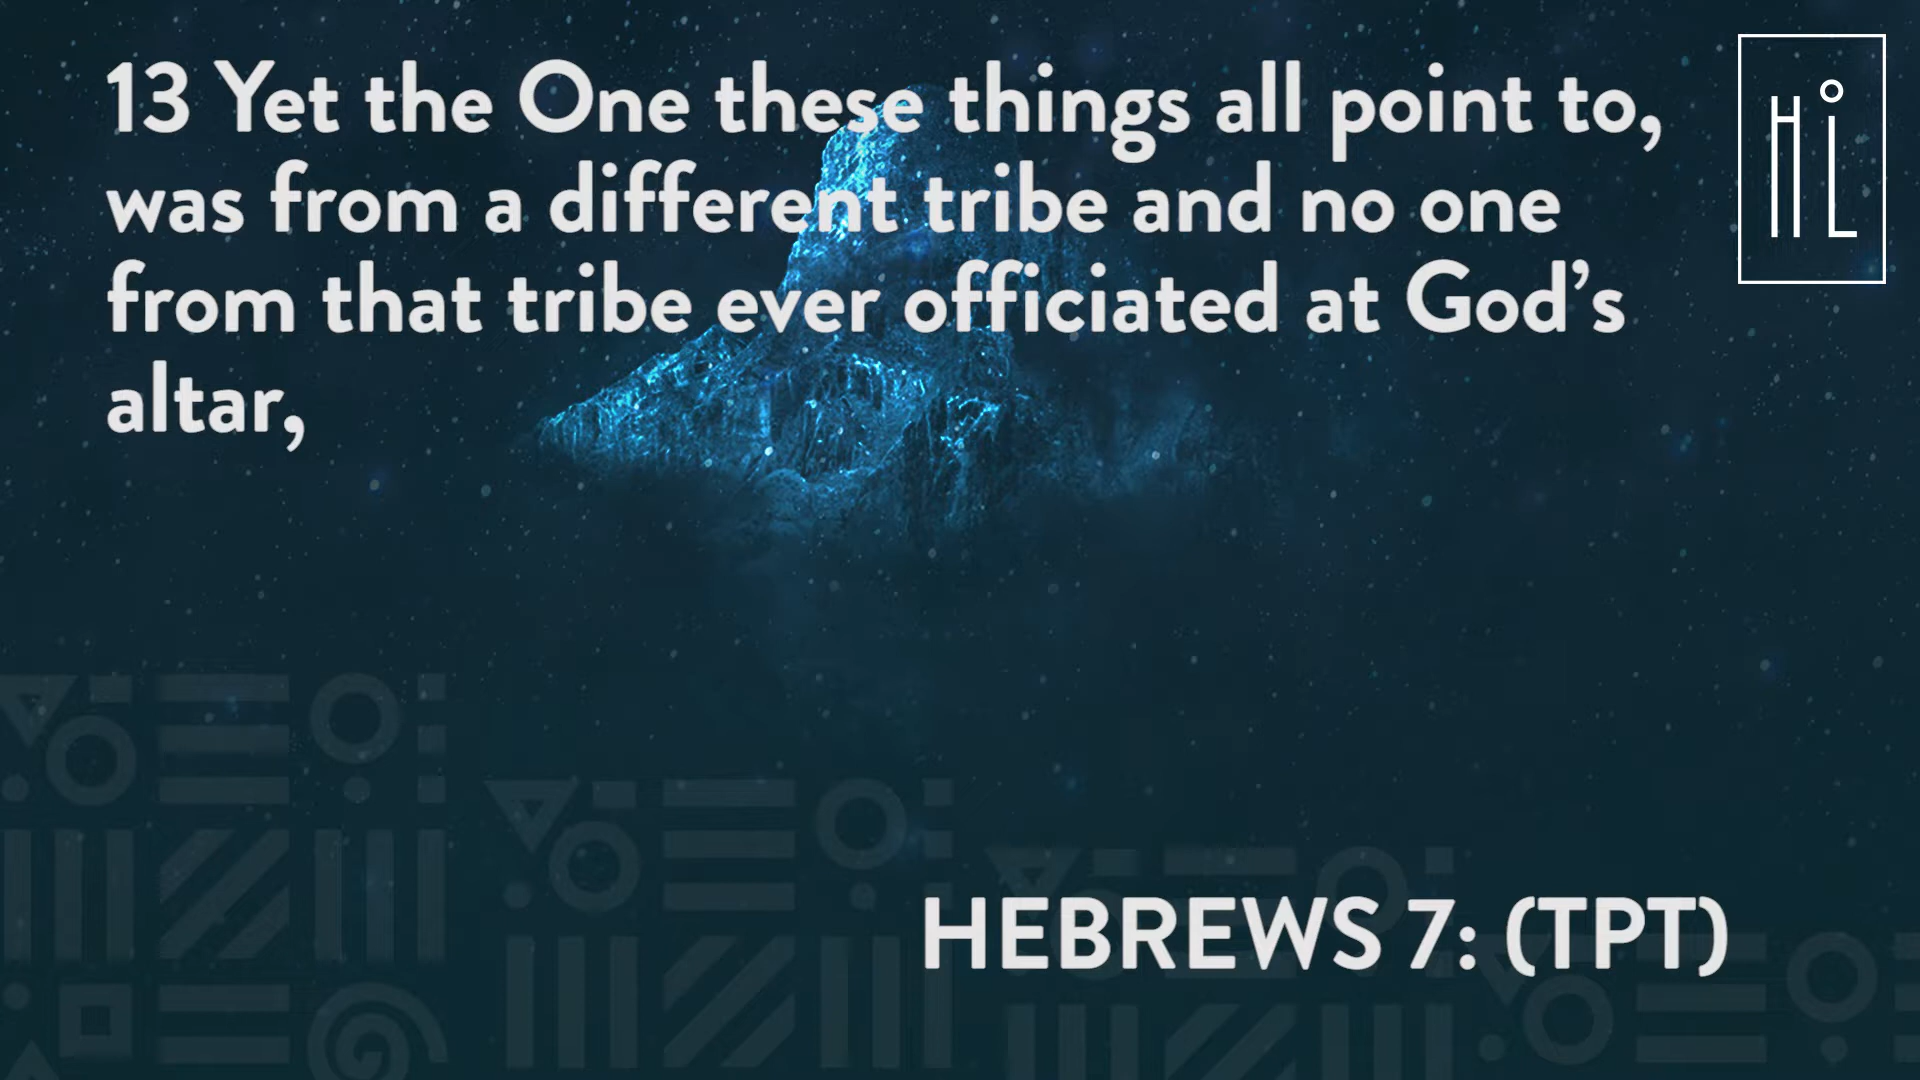 13 Yet the One these things all point to,
was from a different tribe and no one
from that tribe ever officiated at God’s
altar,
HEBREWS 7: (TPT)